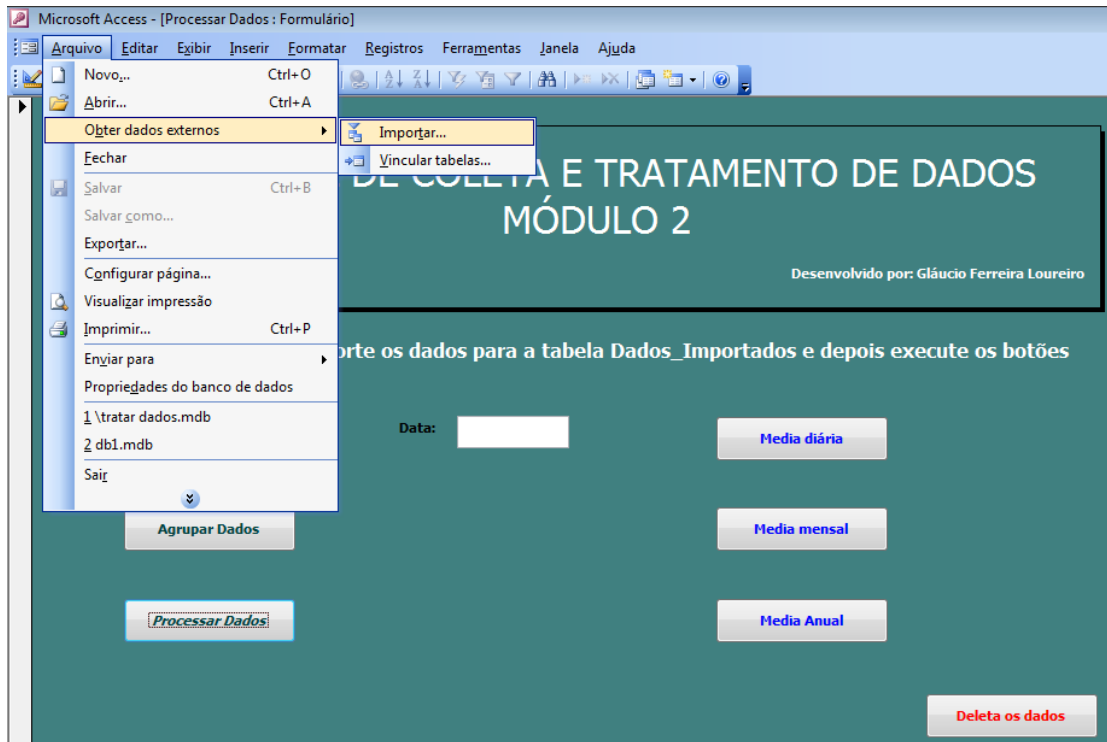 Microsoft Access - [Processar Dados : Formulário]
Arquivo Editar Exibir Inserir Formatar Registros Ferramentas Janela Ajuda
Novo... Ctrl+O
Abrir... Ctrl+A
Obter dados externos
Importar...
Vincular tabelas...
Fechar
Salvar Ctrl+B
Salvar como...
Exportar...
Configurar página...
Visualizar impressão
Imprimir... Ctrl+P
Enviar para
Propriedades do banco de dados
1 \tratar dados.mdb
2 db1.mdb
Sair
DE COLETA E TRATAMENTO DE DADOS
MÓDULO 2
Desenvolvido por: Gláucio Ferreira Loureiro
orte os dados para a tabela Dados_Importados e depois execute os botões
Data:
Media diária
Agrupar Dados
Media mensal
Processar Dados
Media Anual
Deleta os dados